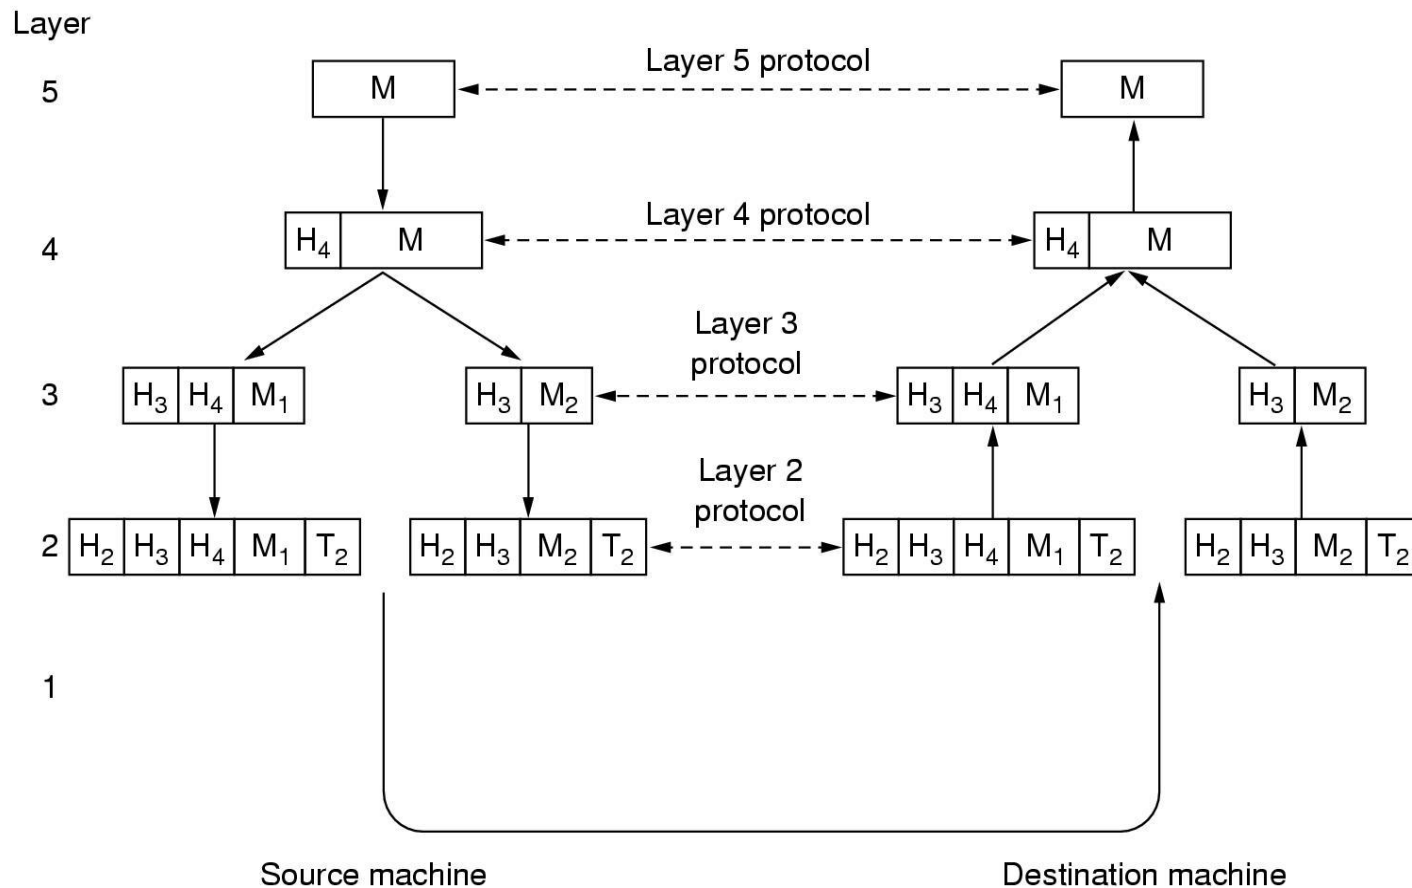 Layer
5 M Layer 5 protocol M
4 H₄ M Layer 4 protocol H₄ M
Layer 3
protocol
3 H₃ H₄ M₁ H₃ M₂ H₃ H₄ M₁ H₃ M₂
Layer 2
protocol
2 H₂ H₃ H₄ M₁ T₂ H₂ H₃ M₂ T₂ H₂ H₃ H₄ M₁ T₂ H₂ H₃ M₂ T₂
1
Source machine Destination machine